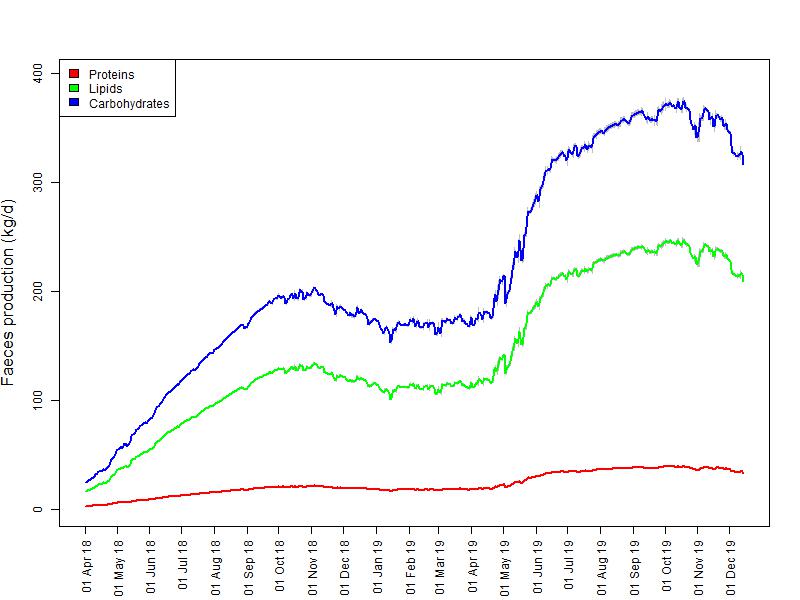 Proteins
Lipids
Carbohydrates
Faeces production (kg/d)
400
300
200
100
0
01 Apr 18
01 May 18
01 Jun 18
01 Jul 18
01 Aug 18
01 Sep 18
01 Oct 18
01 Nov 18
01 Dec 18
01 Jan 19
01 Feb 19
01 Mar 19
01 Apr 19
01 May 19
01 Jun 19
01 Jul 19
01 Aug 19
01 Sep 19
01 Oct 19
01 Nov 19
01 Dec 19